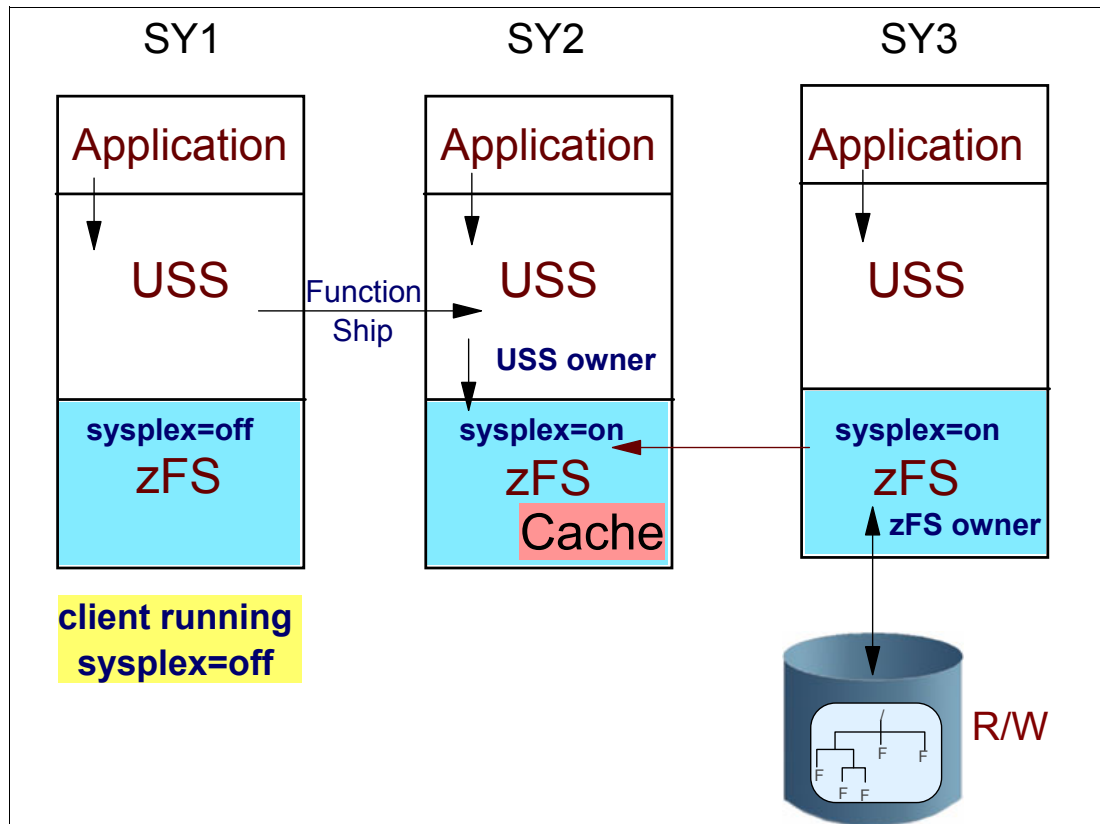 SY1
SY2
SY3
Application
Application
Application
USS
USS
USS
Function
Ship
USS owner
sysplex=off
sysplex=on
sysplex=on
zFS
zFS
zFS
Cache
zFS owner
client running
sysplex=off
R/W
F
F
F
F
F